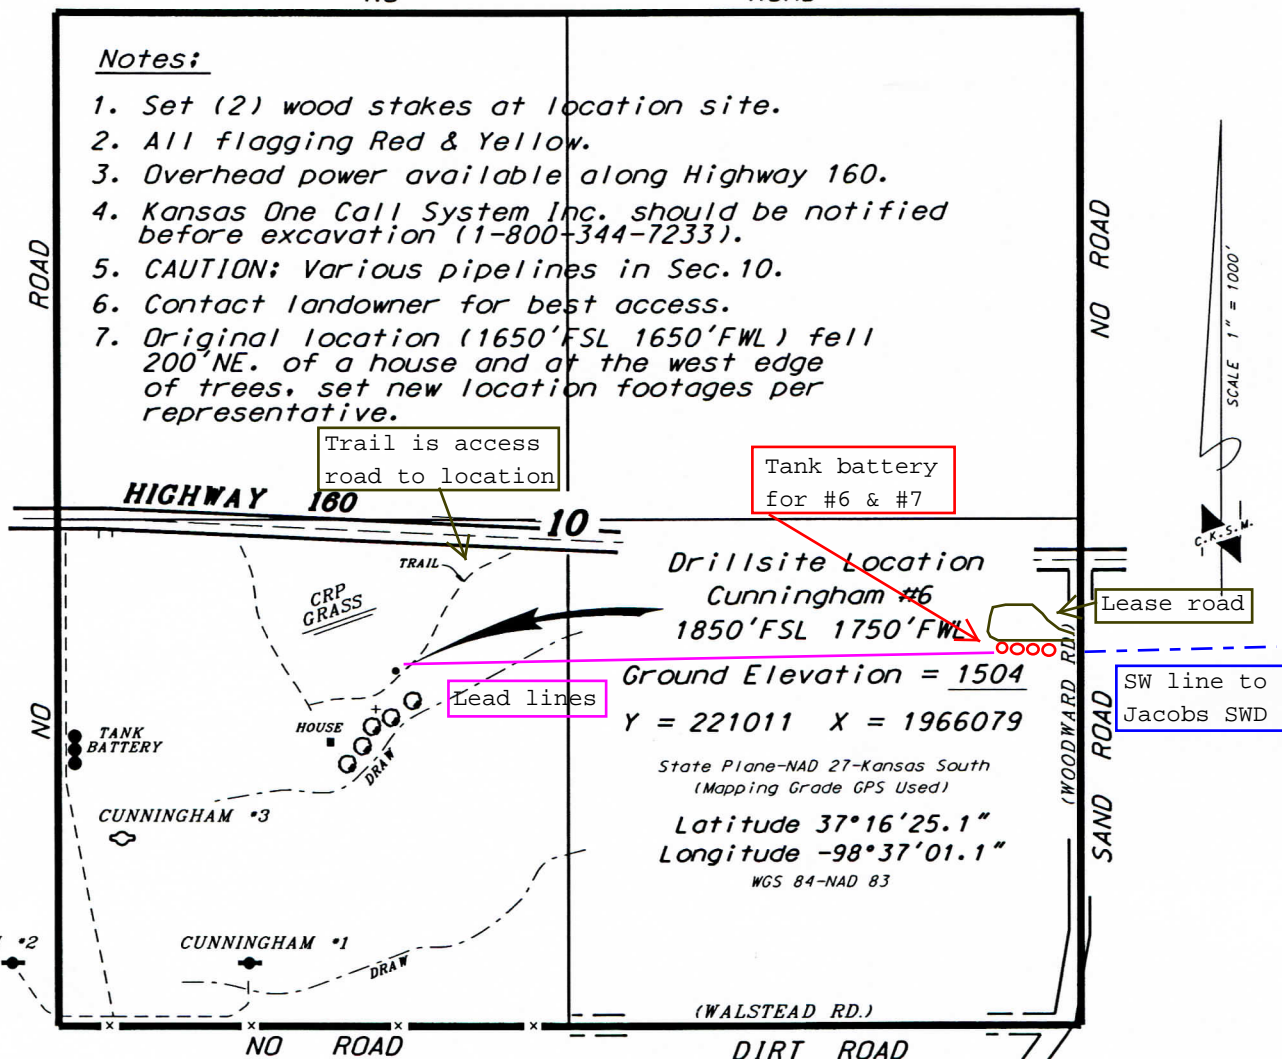 Notes:
1. Set (2) wood stakes at location site.
2. All flagging Red & Yellow.
3. Overhead power available along Highway 160.
4. Kansas One Call System Inc. should be notified
before excavation (1-800-344-7233).
5. CAUTION: Various pipelines in Sec. 10.
6. Contact landowner for best access.
7. Original location (1650'FSL 1650'FWL) fell
200'NE. of a house and at the west edge
of trees, set new location footages per
representative.
ROAD
NO
NO ROAD
SCALE 1" = 1000'
C.K.S.M.
Trail is access
road to location
Tank battery
for #6 & #7
HIGHWAY 160
10
TRAIL
CRP
GRASS
Drillsite Location
Cunningham #6
1850'FSL 1750'FWL
Ground Elevation = 1504
Y = 221011 X = 1966079
State Plane-NAD 27-Kansas South
(Mapping Grade GPS Used)
Latitude 37°16'25.1"
Longitude -98°37'01.1"
WGS 84-NAD 83
Lease road
Lead lines
SW line to
Jacobs SWD
(WOODWARD RD.)
SAND ROAD
HOUSE
TANK
BATTERY
DRAW
CUNNINGHAM #3
#2
CUNNINGHAM #1
DRAW
(WALSTEAD RD.)
NO ROAD
DIRT ROAD